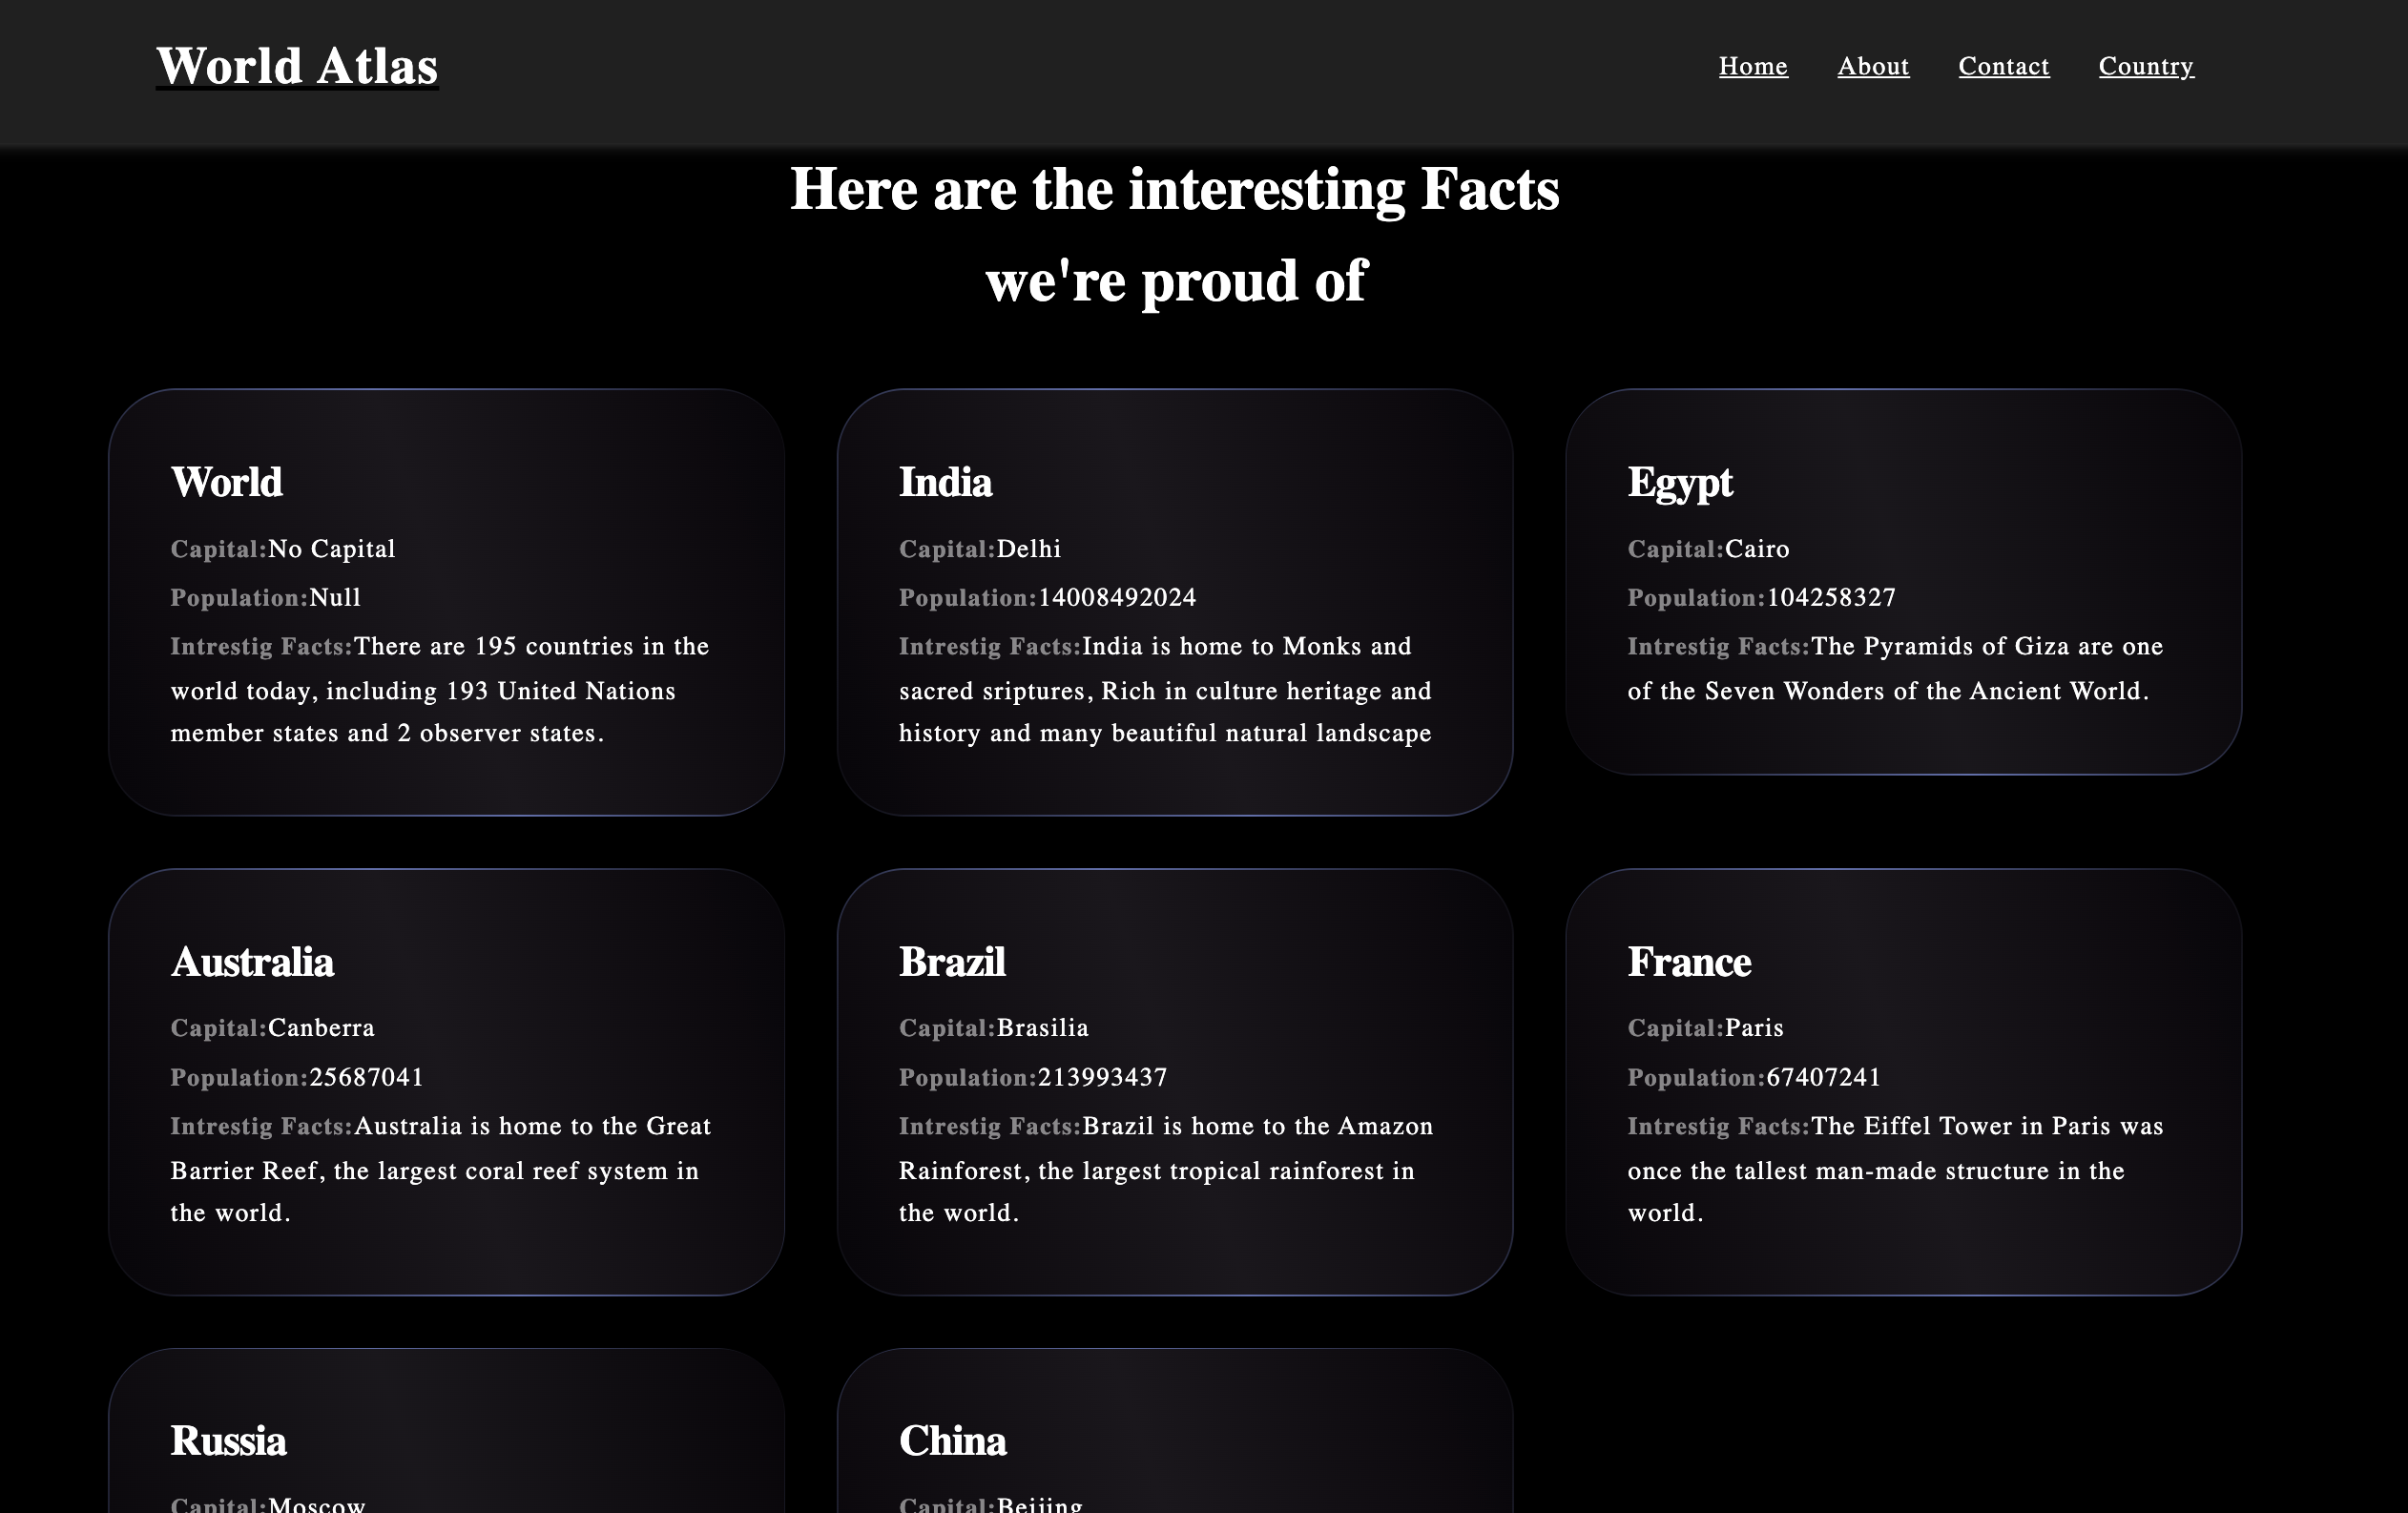 World Atlas
Home About Contact Country
Here are the interesting Facts
we're proud of
World
Capital:No Capital
Population:Null
Intrestig Facts:There are 195 countries in the
world today, including 193 United Nations
member states and 2 observer states.
India
Capital:Delhi
Population:14008492024
Intrestig Facts:India is home to Monks and
sacred sriptures, Rich in culture heritage and
history and many beautiful natural landscape
Egypt
Capital:Cairo
Population:104258327
Intrestig Facts:The Pyramids of Giza are one
of the Seven Wonders of the Ancient World.
Australia
Capital:Canberra
Population:25687041
Intrestig Facts:Australia is home to the Great
Barrier Reef, the largest coral reef system in
the world.
Brazil
Capital:Brasilia
Population:213993437
Intrestig Facts:Brazil is home to the Amazon
Rainforest, the largest tropical rainforest in
the world.
France
Capital:Paris
Population:67407241
Intrestig Facts:The Eiffel Tower in Paris was
once the tallest man-made structure in the
world.
Russia
Capital:Moscow
China
Capital:Beijing